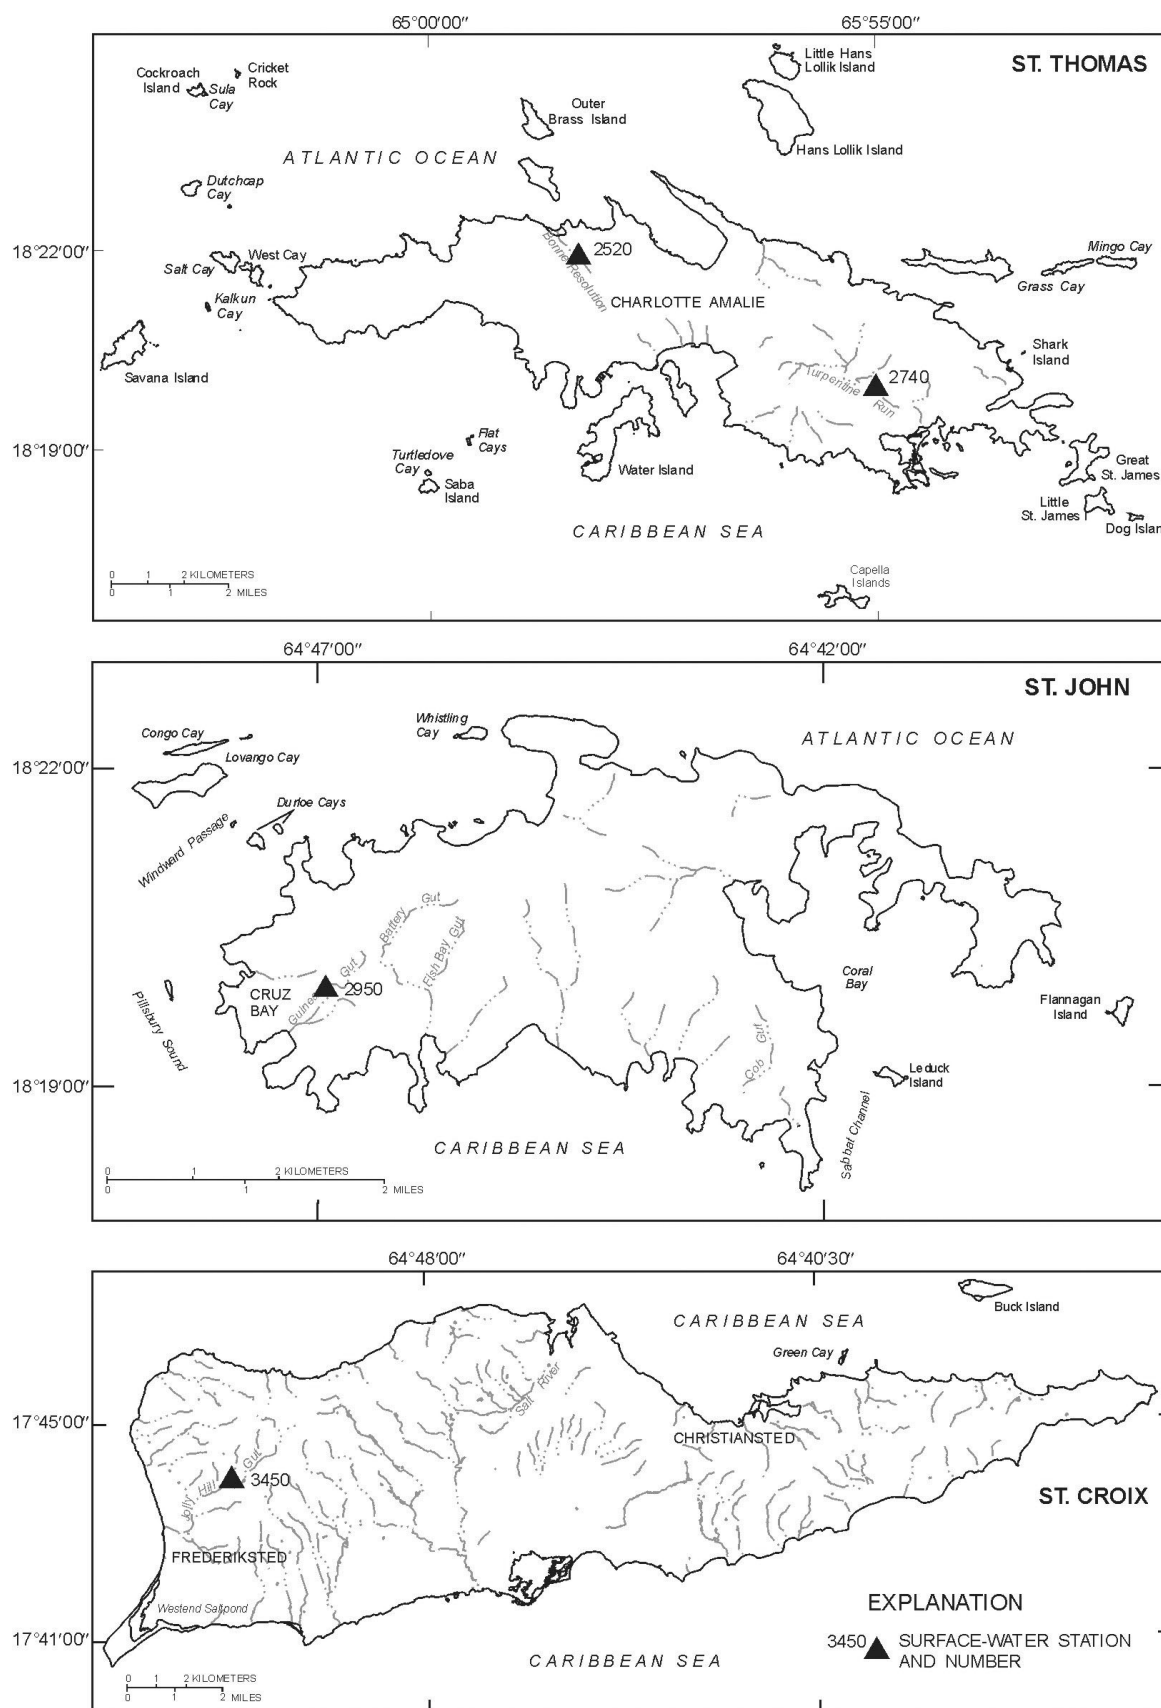 65°00'00"
65°55'00"
ST. THOMAS
Cockroach
Island
Sula
Cay
Cricket
Rock
Outer
Brass Island
Little Hans
Lollik Island
Hans Lollik Island
ATLANTIC OCEAN
Dutchcap
Cay
18°22'00"
Salt Cay
West Cay
Kalkun
Cay
Savana Island
Bonne Resolution
2520
CHARLOTTE AMALIE
Mingo Cay
Grass Cay
Shark
Island
Turpentine
Run
2740
18°19'00"
Turtledove
Cay
Flat
Cays
Saba
Island
Water Island
Great
St. James
Little
St. James
Dog Islan
CARIBBEAN SEA
Capella
Islands
0 1 2 KILOMETERS
0 1 2 MILES
64°47'00"
64°42'00"
ST. JOHN
Congo Cay
Lovango Cay
Whistling
Cay
ATLANTIC OCEAN
18°22'00"
Durloe Cays
Windward Passage
Battery Gut
Fish Bay Gut
Guinea Gut
2950
CRUZ
BAY
Pillsbury Sound
Coral
Bay
Flannagan
Island
Cob Gut
Leduck
Island
Sabbat Channel
18°19'00"
CARIBBEAN SEA
0 1 2 KILOMETERS
0 1 2 MILES
64°48'00"
64°40'30"
Buck Island
CARIBBEAN SEA
Green Cay
Salt River
17°45'00"
CHRISTIANSTED
Jolly Hill Gut
3450
ST. CROIX
FREDERIKSTED
Westend Saltpond
17°41'00"
EXPLANATION
3450 SURFACE-WATER STATION
AND NUMBER
CARIBBEAN SEA
0 1 2 KILOMETERS
0 1 2 MILES